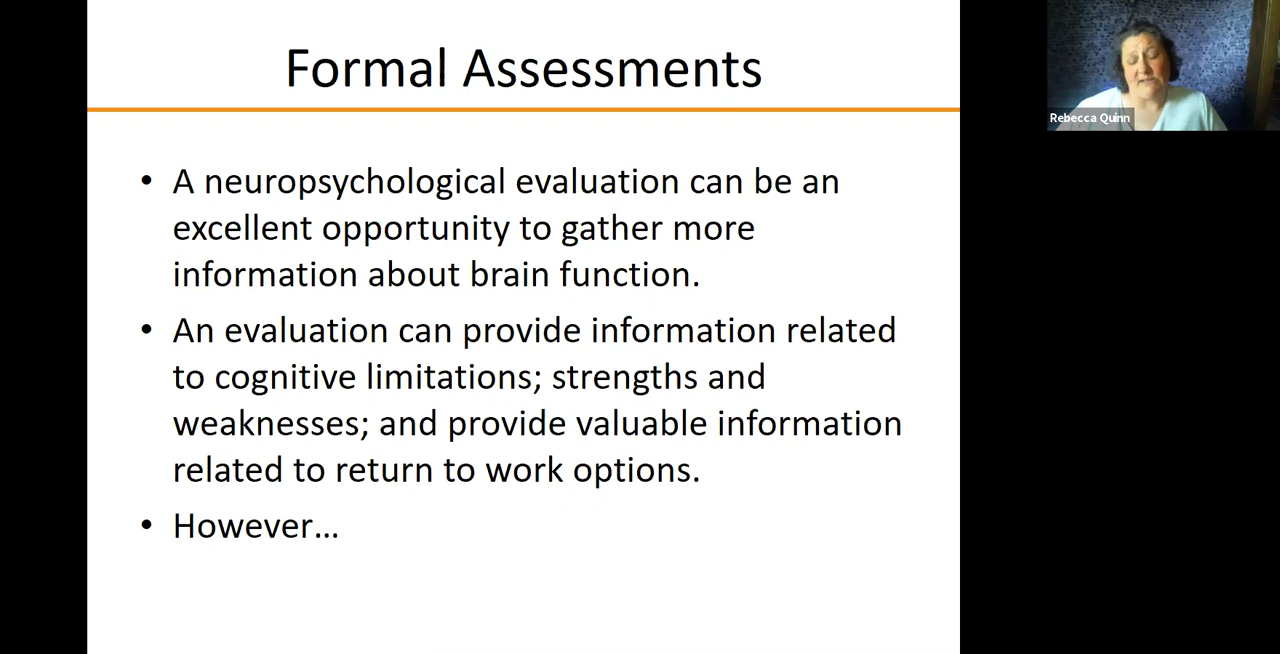 Formal Assessments
Rebecca Quinn
• A neuropsychological evaluation can be an
excellent opportunity to gather more
information about brain function.
• An evaluation can provide information related
to cognitive limitations; strengths and
weaknesses; and provide valuable information
related to return to work options.
• However…